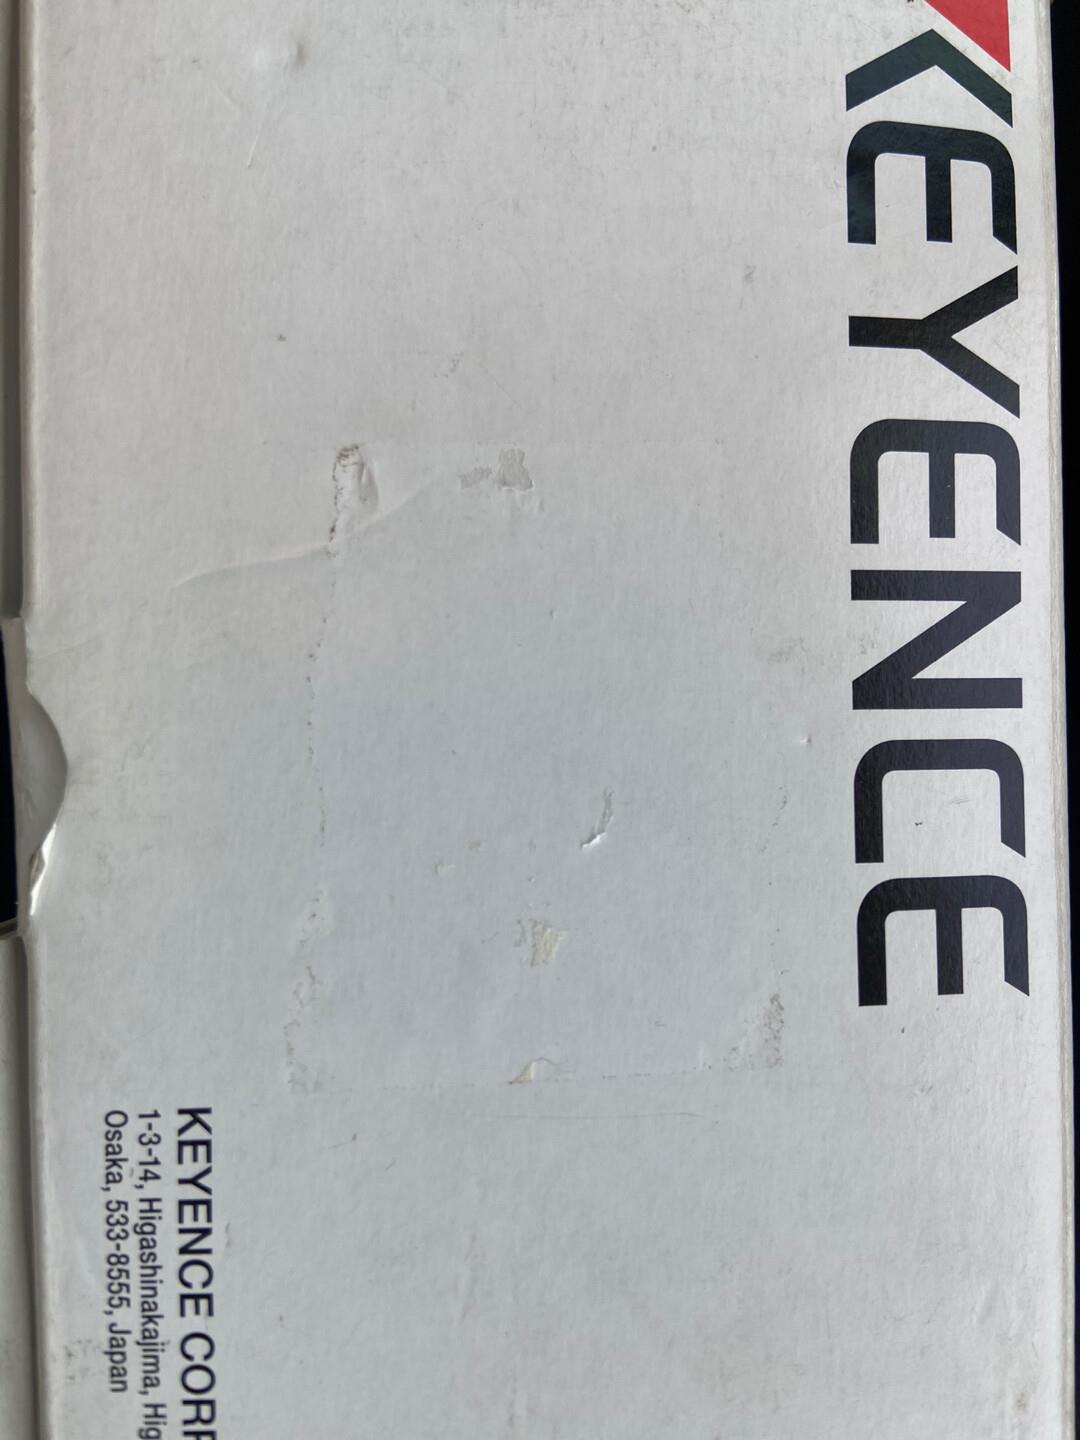 KEYENCE
KEYENCE CORP
1-3-14, Higashinakajima, Hig
Osaka, 533-8555, Japan